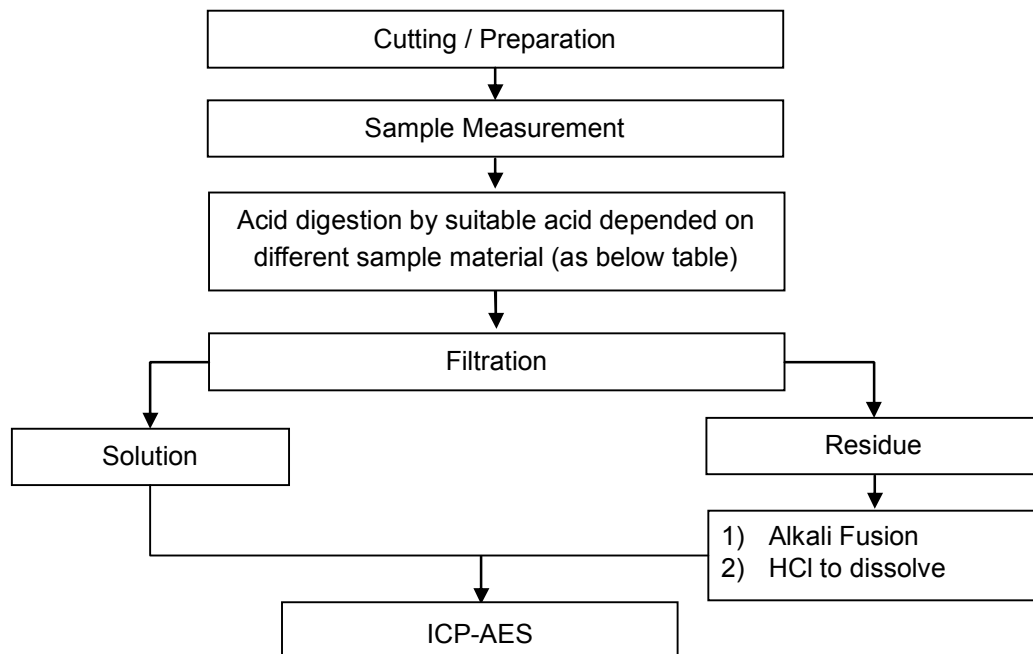 Cutting / Preparation
Sample Measurement
Acid digestion by suitable acid depended on
different sample material (as below table)
Filtration
Solution
Residue
1) Alkali Fusion
2) HCl to dissolve
ICP-AES